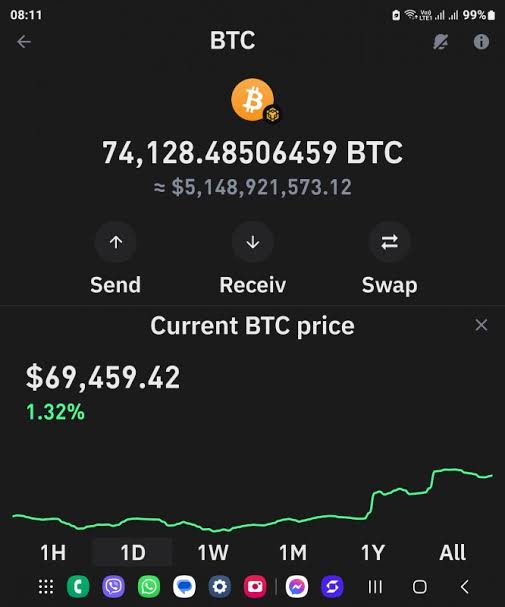 08:11 Vo) LTE1 99%
BTC
74,128.48506459 BTC
≈ $5,148,921,573.12
Send Receiv Swap
Current BTC price
$69,459.42
1.32%
1H 1D 1W 1M 1Y All